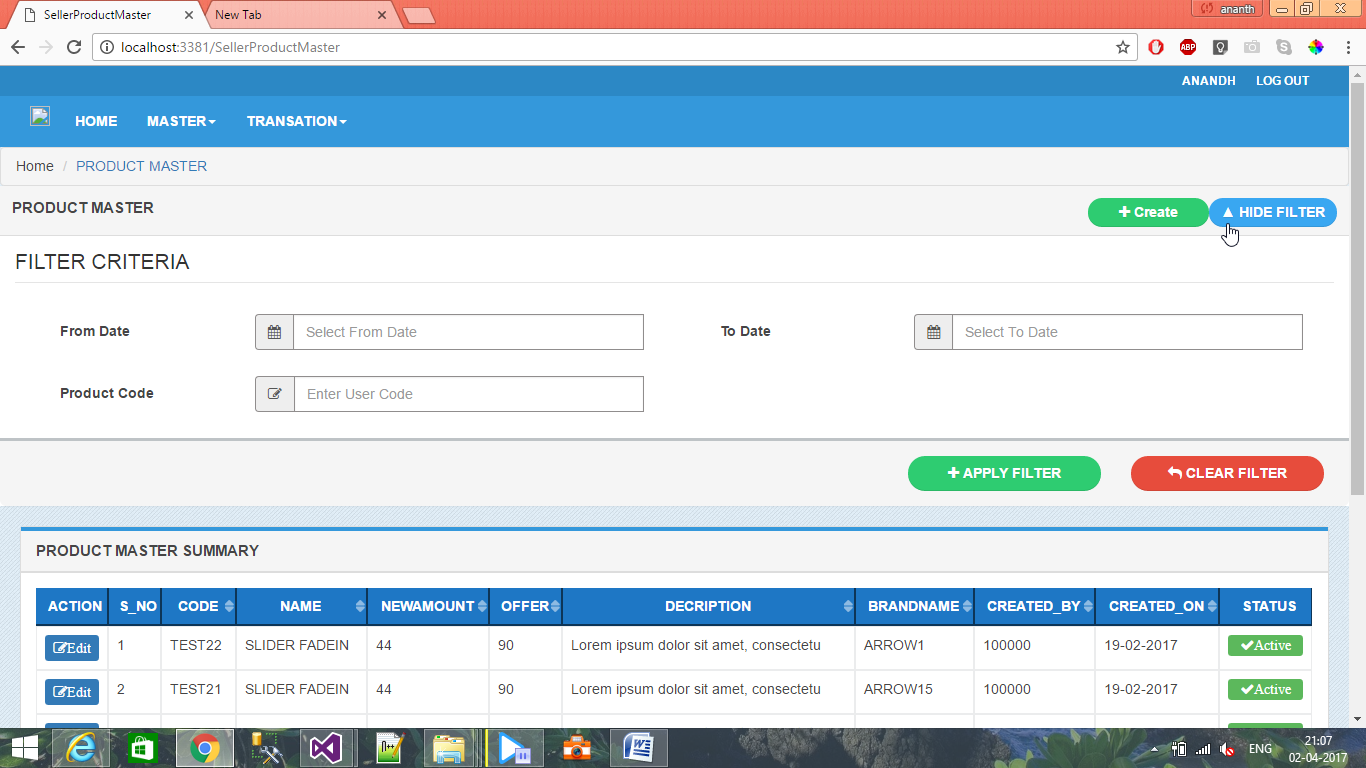 SellerProductMaster
New Tab
ananth
localhost:3381/SellerProductMaster
ABP
ANANDH LOG OUT
HOME MASTER TRANSATION
Home / PRODUCT MASTER
PRODUCT MASTER
Create
HIDE FILTER
FILTER CRITERIA
From Date Select From Date
To Date Select To Date
Product Code Enter User Code
APPLY FILTER
CLEAR FILTER
PRODUCT MASTER SUMMARY
ACTION S_NO CODE NAME NEWAMOUNT OFFER DECRIPTION BRANDNAME CREATED_BY CREATED_ON STATUS
Edit 1 TEST22 SLIDER FADEIN 44 90 Lorem ipsum dolor sit amet, consectetu ARROW1 100000 19-02-2017 Active
Edit 2 TEST21 SLIDER FADEIN 44 90 Lorem ipsum dolor sit amet, consectetu ARROW15 100000 19-02-2017 Active
ENG
21:07
02-04-2017